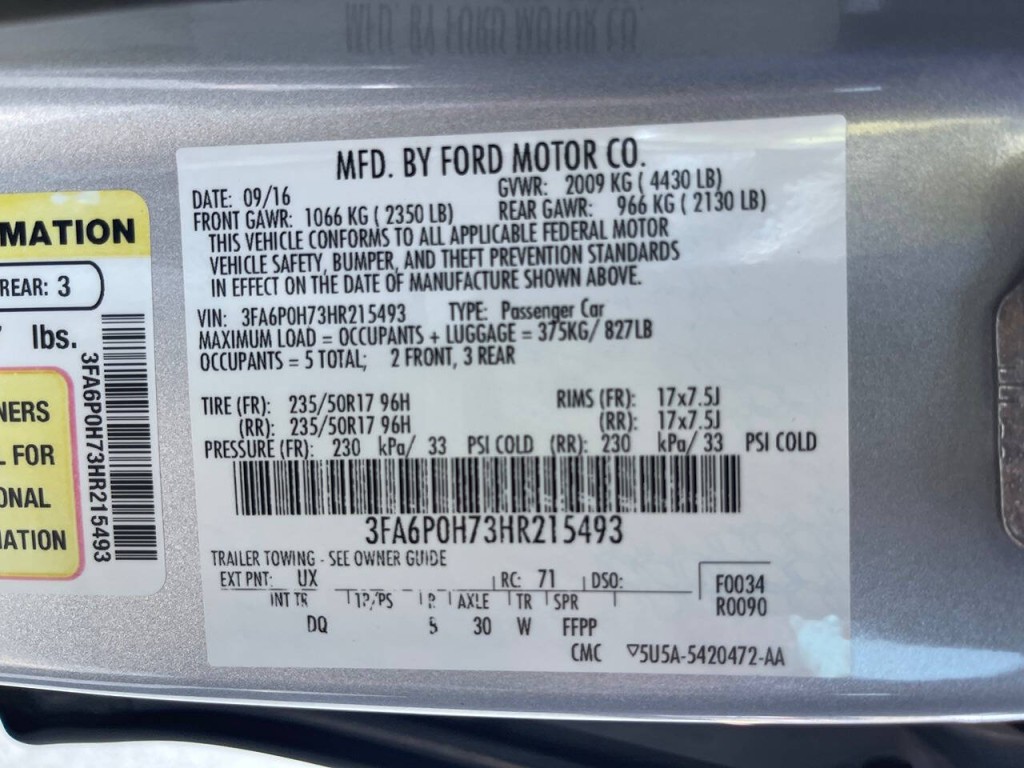 MFD. BY FORD MOTOR CO.
DATE: 09/16
GVWR: 2009 KG ( 4430 LB)
FRONT GAWR: 1066 KG ( 2350 LB)
REAR GAWR: 966 KG ( 2130 LB)
THIS VEHICLE CONFORMS TO ALL APPLICABLE FEDERAL MOTOR
VEHICLE SAFETY, BUMPER, AND THEFT PREVENTION STANDARDS
IN EFFECT ON THE DATE OF MANUFACTURE SHOWN ABOVE.
VIN: 3FA6P0H73HR215493 TYPE: Passenger Car
MAXIMUM LOAD = OCCUPANTS + LUGGAGE = 375KG/ 827LB
OCCUPANTS = 5 TOTAL; 2 FRONT, 3 REAR
TIRE (FR): 235/50R17 96H RIMS (FR): 17x7.5J
(RR): 235/50R17 96H (RR): 17x7.5J
PRESSURE (FR): 230 kPa/ 33 PSI COLD (RR): 230 kPa/ 33 PSI COLD
3FA6P0H73HR215493
TRAILER TOWING - SEE OWNER GUIDE
EXT PNT: UX RC: 71 DSO:
INT TR TP/PS R AXLE TR SPR
DQ 5 30 W FFPP
F0034
R0090
CMC ▽5U5A-5420472-AA
MATION
REAR: 3
lbs.
3FA6P0H73HR215493
NERS
L FOR
ONAL
ATION